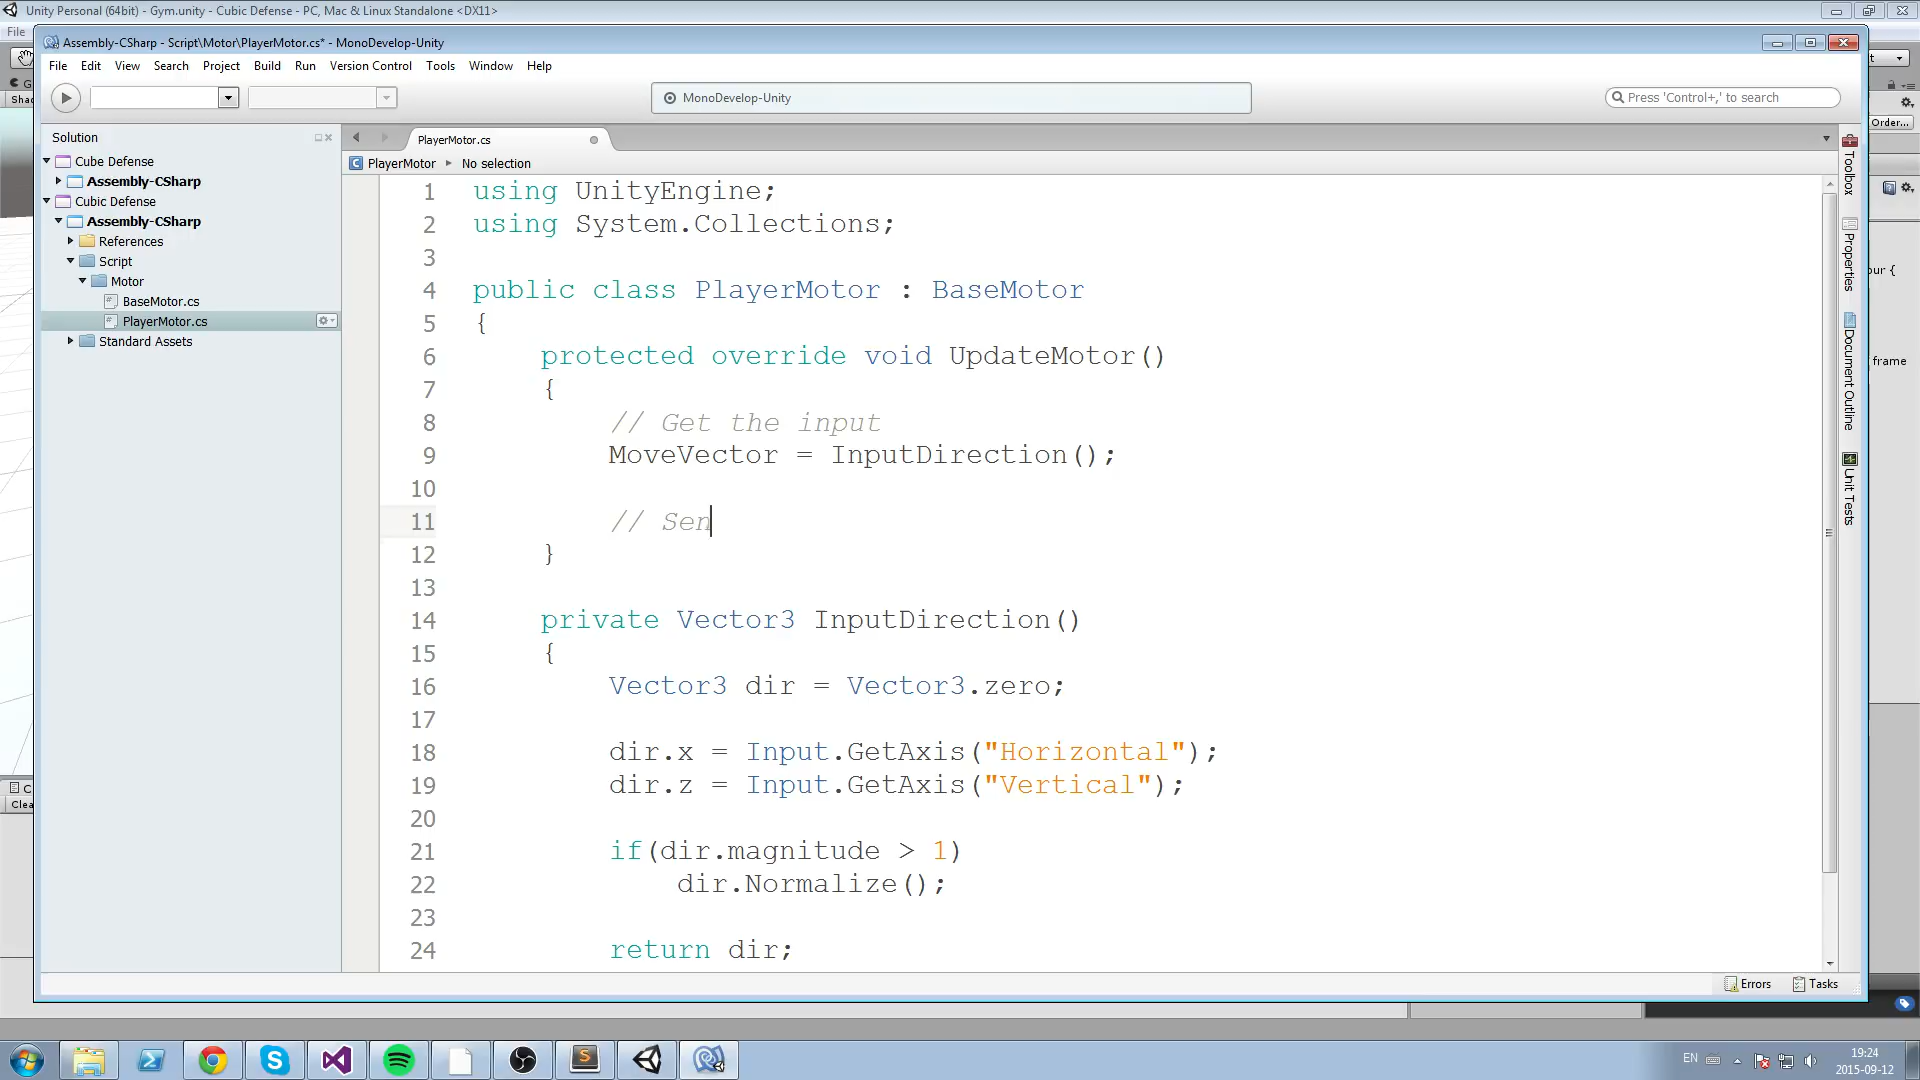 Unity Personal (64bit) - Gym.unity - Cubic Defense - PC, Mac & Linux Standalone <DX11>
File
Assembly-CSharp - Script\Motor\PlayerMotor.cs* - MonoDevelop-Unity
File Edit View Search Project Build Run Version Control Tools Window Help
MonoDevelop-Unity
Press 'Control+,' to search
Solution
Cube Defense
Assembly-CSharp
Cubic Defense
Assembly-CSharp
References
Script
Motor
BaseMotor.cs
PlayerMotor.cs
Standard Assets
PlayerMotor.cs
PlayerMotor No selection
1 using UnityEngine;
2 using System.Collections;
3
4 public class PlayerMotor : BaseMotor
5 {
6 protected override void UpdateMotor()
7 {
8 // Get the input
9 MoveVector = InputDirection();
10
11 // Sen
12 }
13
14 private Vector3 InputDirection()
15 {
16 Vector3 dir = Vector3.zero;
17
18 dir.x = Input.GetAxis("Horizontal");
19 dir.z = Input.GetAxis("Vertical");
20
21 if(dir.magnitude > 1)
22 dir.Normalize();
23
24 return dir;
Toolbox
Properties
Document Outline
Unit Tests
Errors Tasks
Order...
our {
frame
Shad
Clea
EN
19:24
2015-09-12